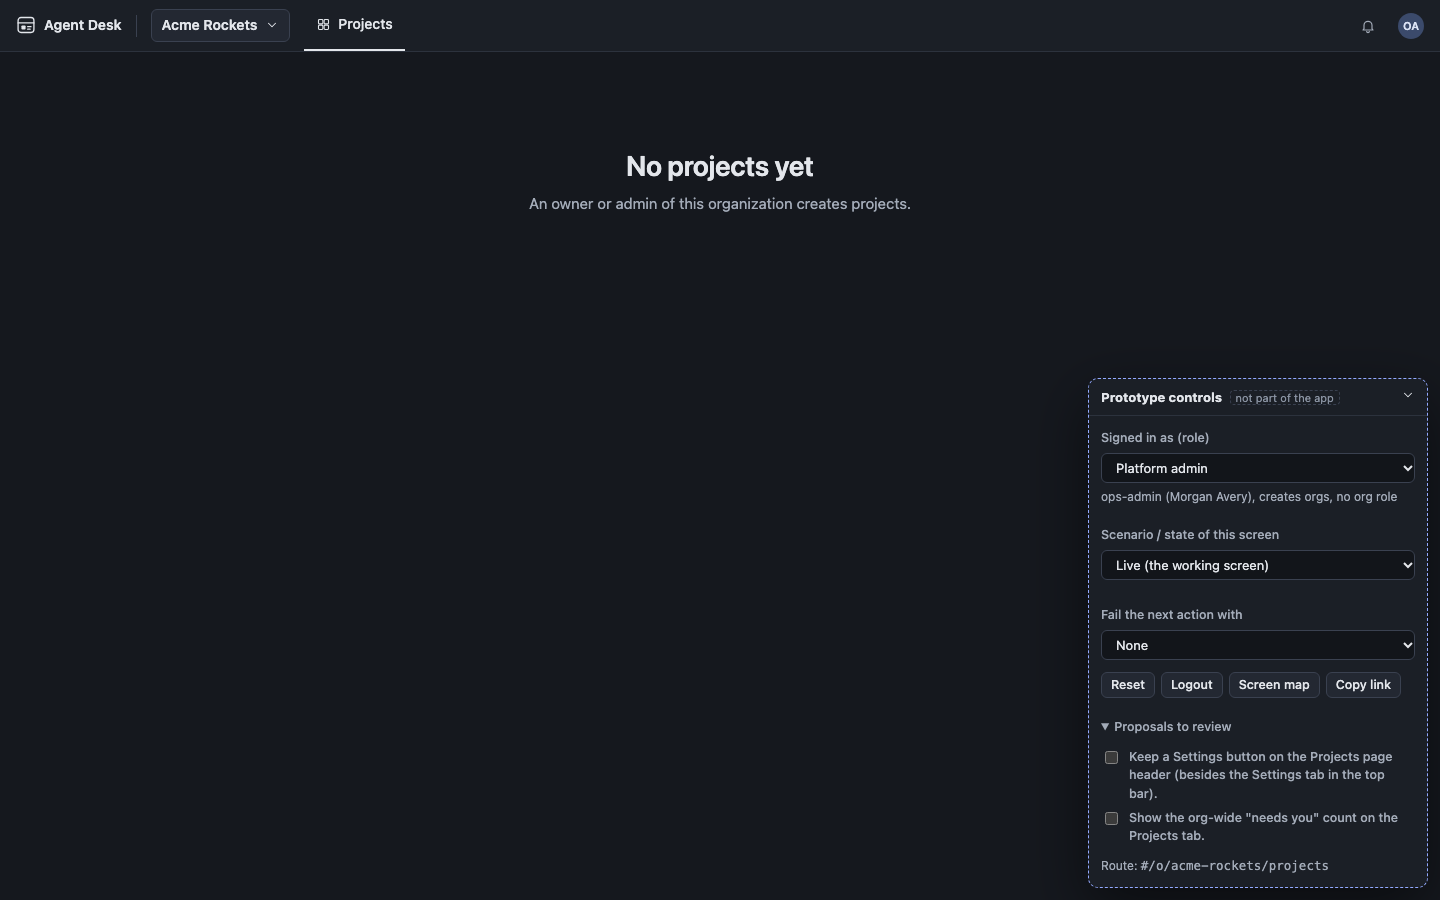 Agent Desk
Acme Rockets
Projects
OA
No projects yet
An owner or admin of this organization creates projects.
Prototype controls
not part of the app
Signed in as (role)
Platform admin
ops-admin (Morgan Avery), creates orgs, no org role
Scenario / state of this screen
Live (the working screen)
Fail the next action with
None
Reset
Logout
Screen map
Copy link
▼ Proposals to review
Keep a Settings button on the Projects page
header (besides the Settings tab in the top
bar).
Show the org-wide "needs you" count on the
Projects tab.
Route: #/o/acme-rockets/projects